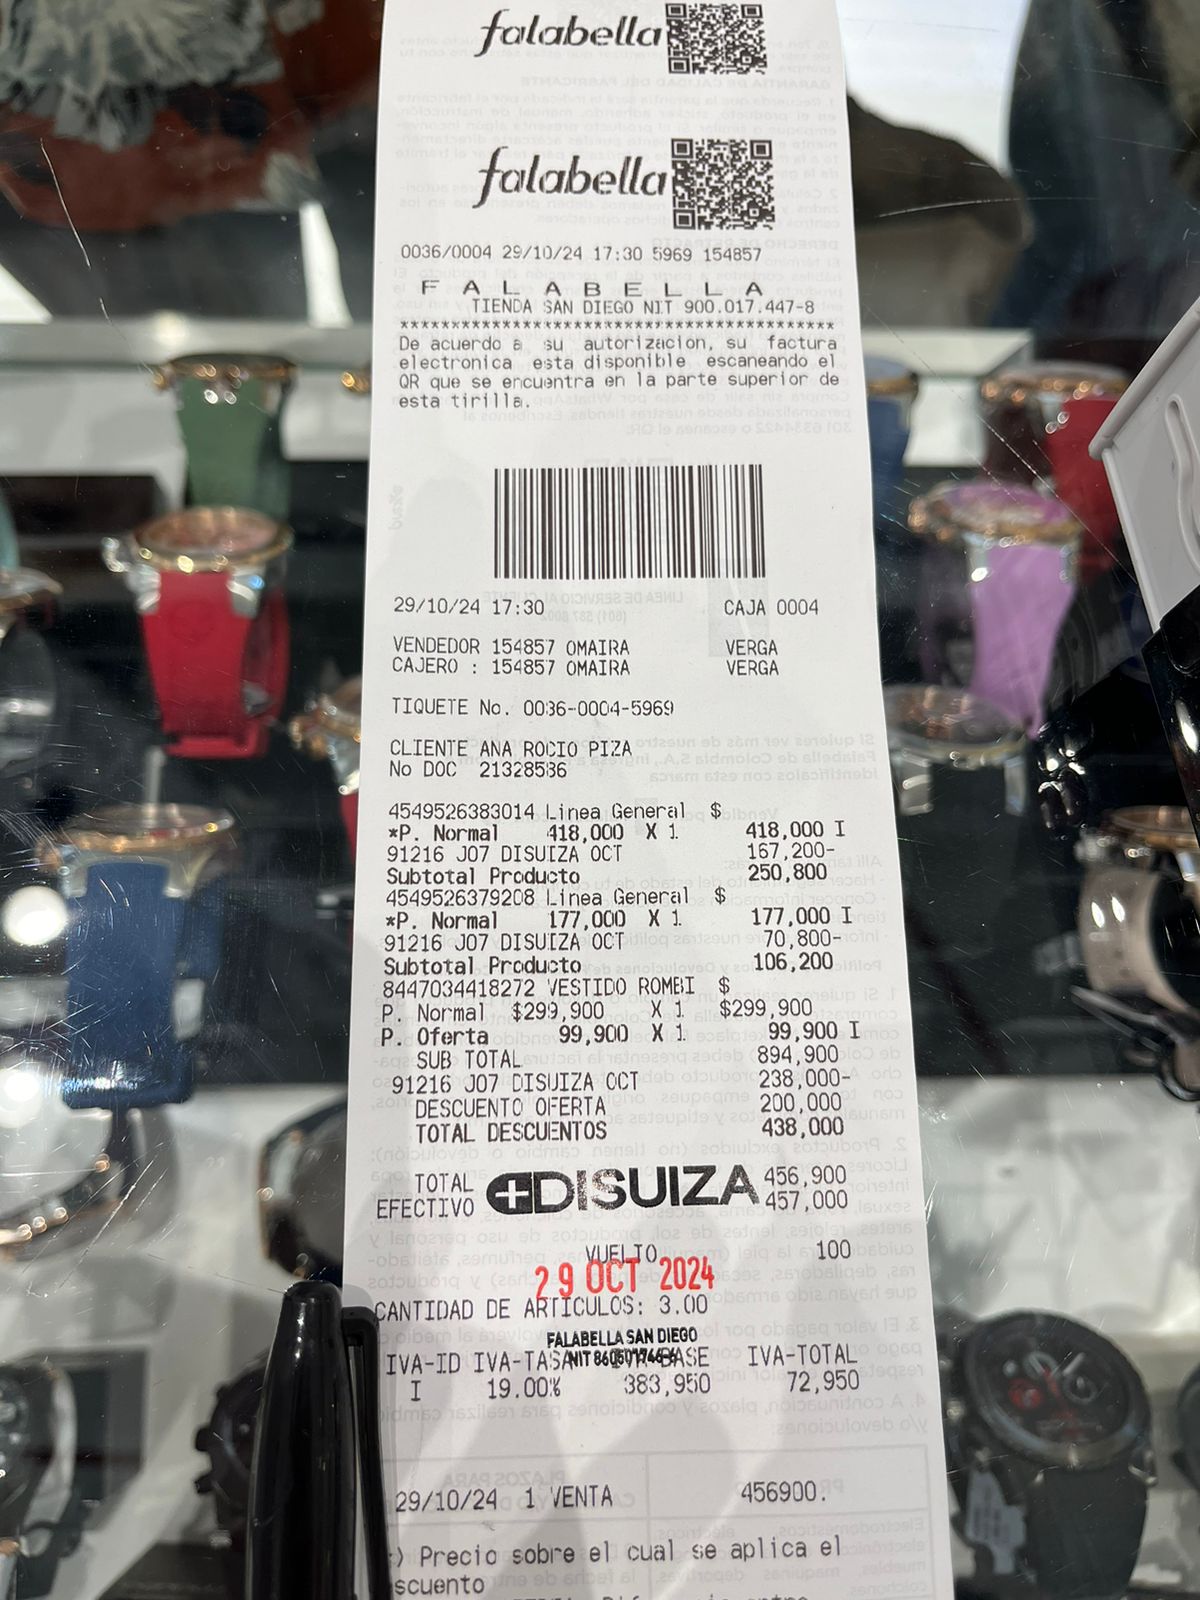 falabella
falabella
0036/0004 29/10/24 17:30 5969 154857
F A L A B E L L A
TIENDA SAN DIEGO NIT 900.017.447-8
De acuerdo a su autorizacion, su factura
electronica esta disponible escaneando el
QR que se encuentra en la parte superior de
esta tirilla.
29/10/24 17:30 CAJA 0004
VENDEDOR 154857 OMAIRA VERGA
CAJERO : 154857 OMAIRA VERGA
TIQUETE No. 0036-0004-5969
CLIENTE ANA ROCIO PIZA
No DOC 21328536
4549526383014 Linea General $
*P. Normal 418,000 X 1 418,000 I
91216 J07 DISUIZA OCT 167,200-
Subtotal Producto 250,800
4549526379208 Linea General $
*P. Normal 177,000 X 1 177,000 I
91216 J07 DISUIZA OCT 70,800-
Subtotal Producto 106,200
8447034418272 VESTIDO ROMBI $
P. Normal $299,900 X 1 $299,900
P. Oferta 99,900 X 1 99,900 I
SUB TOTAL 894,900
91216 J07 DISUIZA OCT 238,000-
DESCUENTO OFERTA 200,000
TOTAL DESCUENTOS 438,000
TOTAL 456,900
DISUIZA
EFECTIVO 457,000
VUELTO 100
29 OCT 2024
CANTIDAD DE ARTICULOS: 3.00
FALABELLA SAN DIEGO
IVA-ID IVA-TASA BASE IVA-TOTAL
I 19.00% 383,950 72,950
29/10/24 1 VENTA 456900.
) Precio sobre el cual se aplica el
scuento